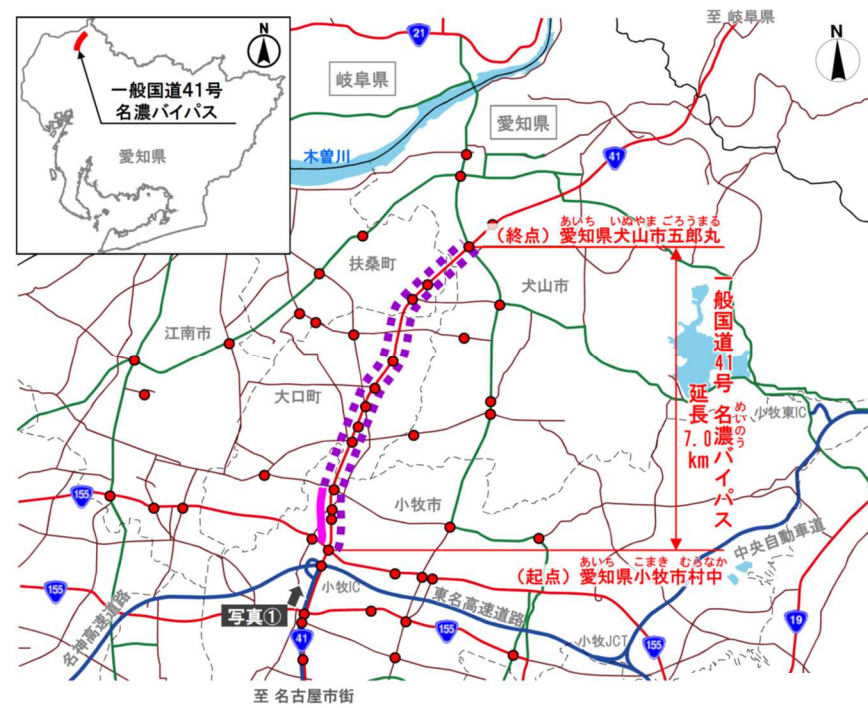 N
一般国道41号
名濃バイパス
愛知県
至 岐阜県
N
21
岐阜県
愛知県
木曽川
41
あいち いぬやま ごろうまる
（終点）愛知県犬山市五郎丸
扶桑町
犬山市
江南市
大口町
一般国道41号 名濃バイパス
めいのう
延長
7.0
km
小牧東IC
155
小牧市
中央自動車道
あいち こまき むらなか
（起点）愛知県小牧市村中
小牧IC
東名高速道路
155
名神高速道路
写真①
41
155
小牧JCT
155
19
至 名古屋市街